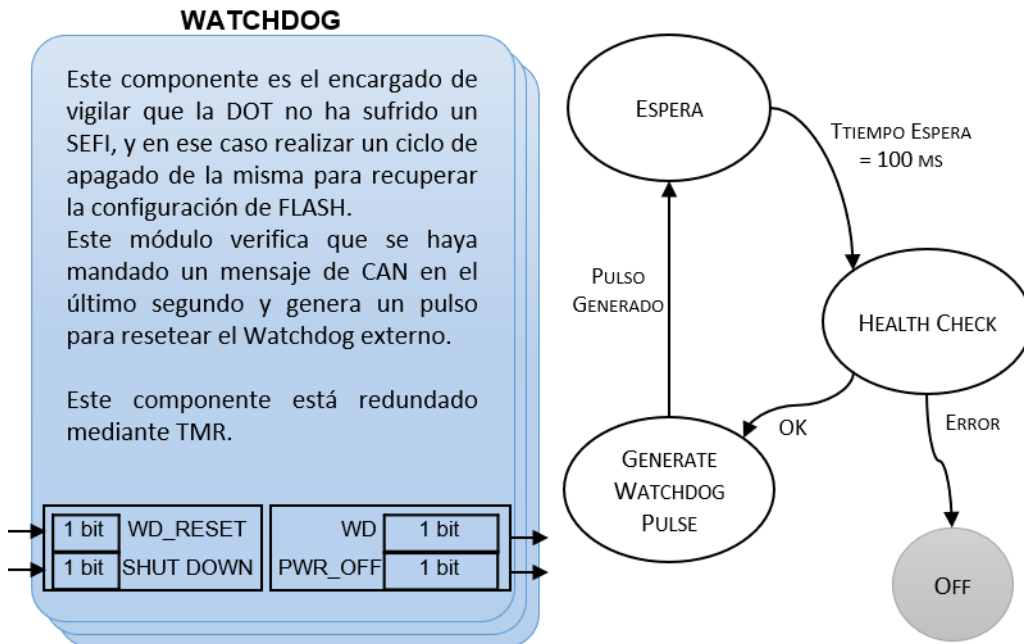 WATCHDOG
Este componente es el encargado de
vigilar que la DOT no ha sufrido un
SEFI, y en ese caso realizar un ciclo de
apagado de la misma para recuperar
la configuración de FLASH.
Este módulo verifica que se haya
mandado un mensaje de CAN en el
último segundo y genera un pulso
para resetear el Watchdog externo.
Este componente está redundado
mediante TMR.
1 bit WD_RESET
1 bit SHUT DOWN
WD 1 bit
PWR_OFF 1 bit
ESPERA
TTIEMPO ESPERA
= 100 MS
PULSO
GENERADO
HEALTH CHECK
OK
ERROR
GENERATE
WATCHDOG
PULSE
OFF